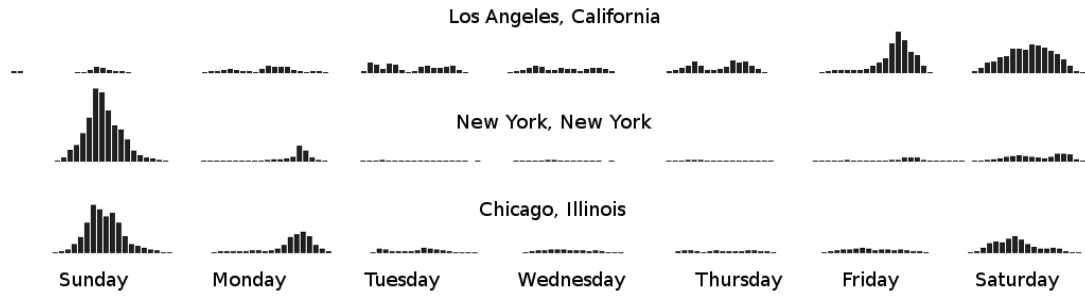 Los Angeles, California
New York, New York
Chicago, Illinois
Sunday Monday Tuesday Wednesday Thursday Friday Saturday